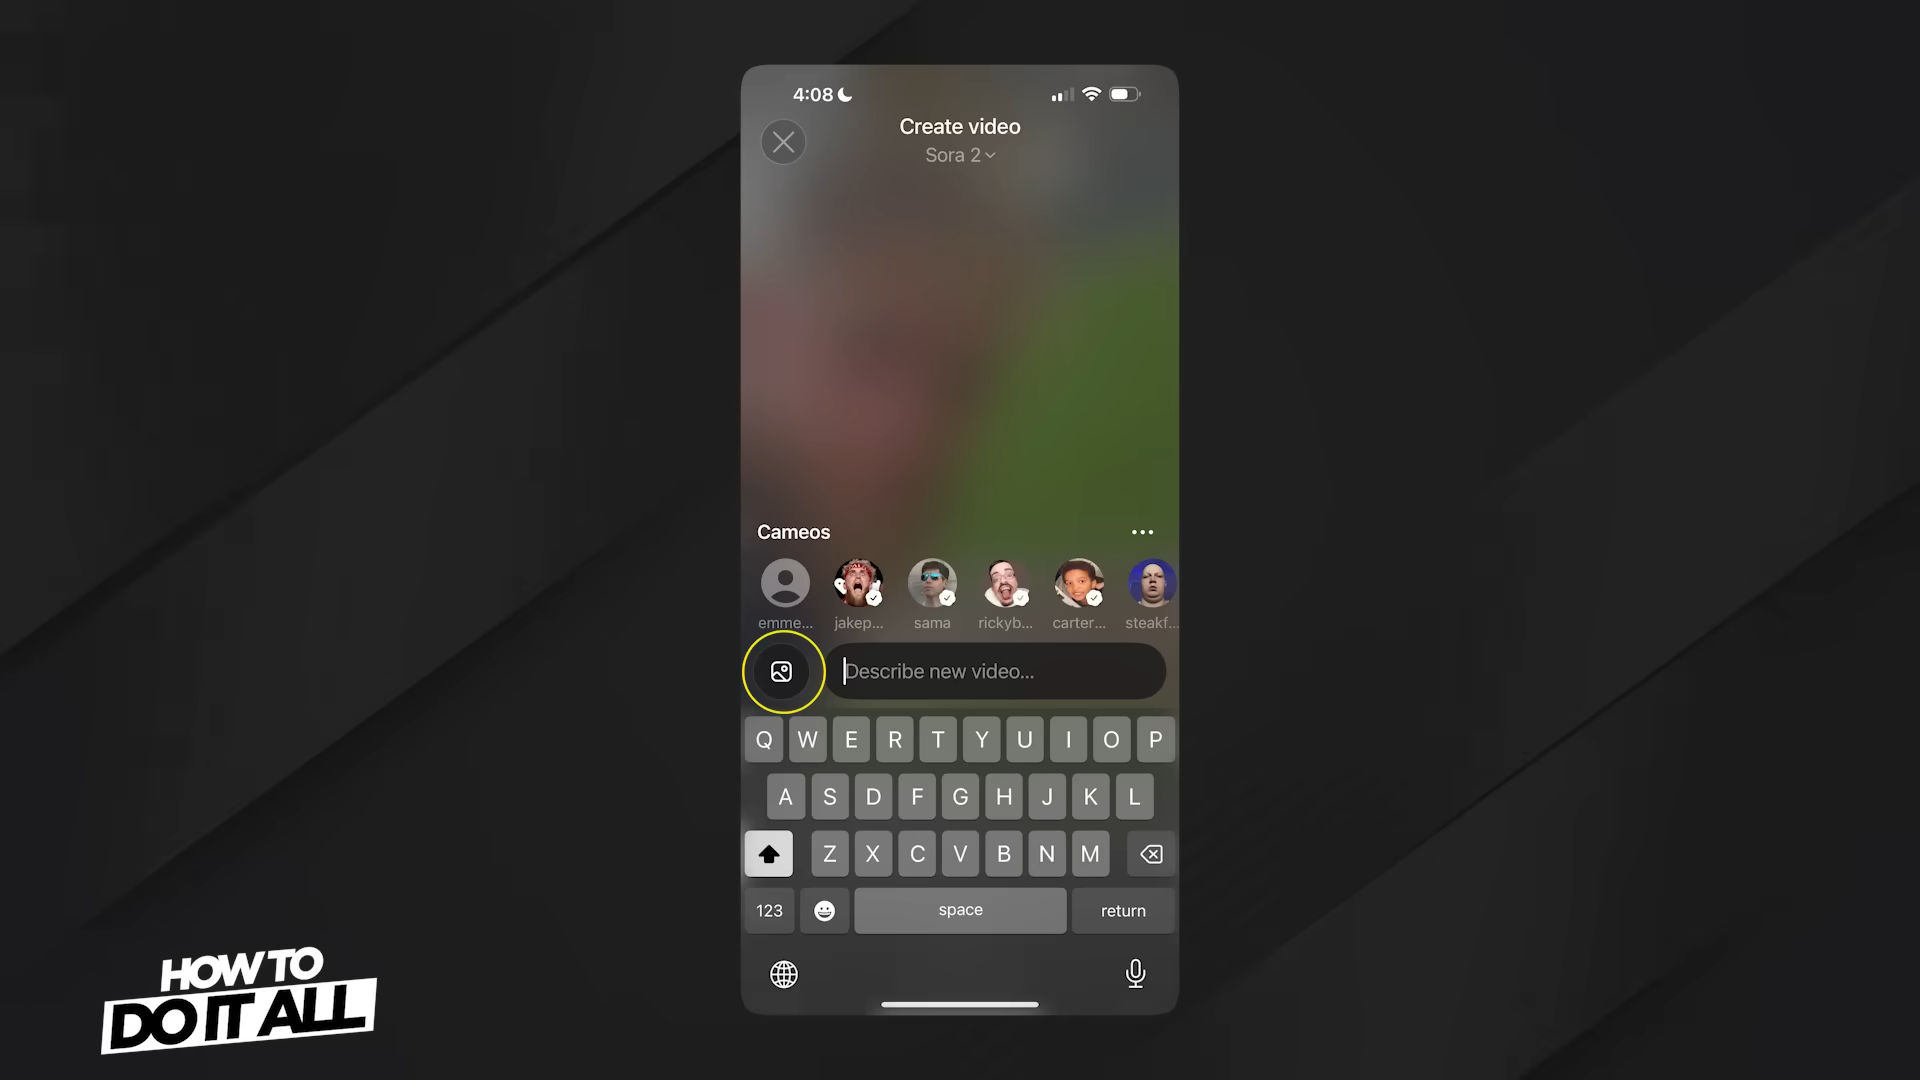 4:08
Create video
Sora 2
Cameos
emme...
jakep...
sama
rickyb...
carter...
steakf...
Describe new video...
Q W E R T Y U I O P
A S D F G H J K L
Z X C V B N M
123
space
return
HOW TO
DO IT ALL